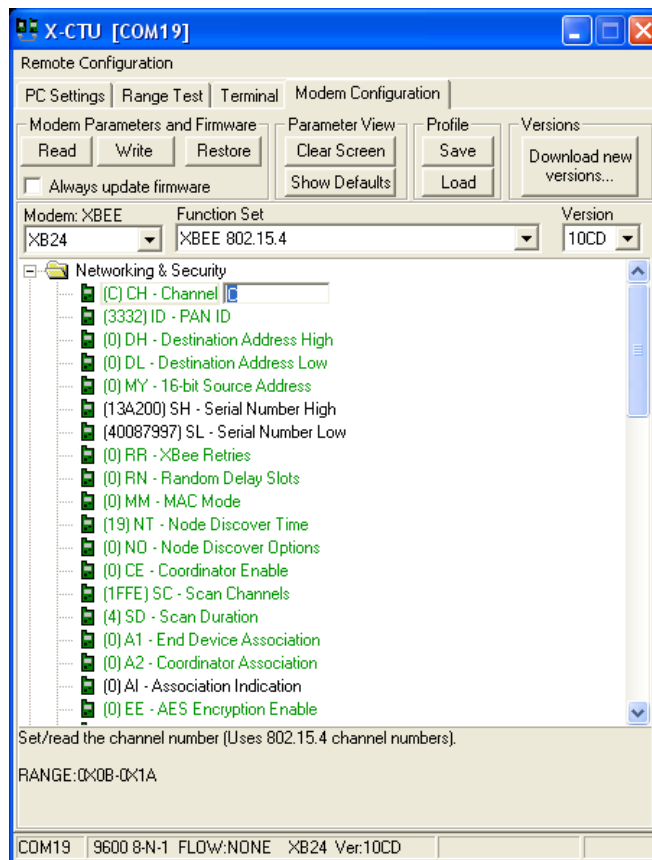 X-CTU [COM19]
Remote Configuration
PC Settings Range Test Terminal Modem Configuration
Modem Parameters and Firmware Parameter View Profile Versions
Read Write Restore Clear Screen Save Download new versions...
Always update firmware Show Defaults Load
Modem: XBEE Function Set Version
XB24 XBEE 802.15.4 10CD
Networking & Security
(C) CH - Channel C
(3332) ID - PAN ID
(0) DH - Destination Address High
(0) DL - Destination Address Low
(0) MY - 16-bit Source Address
(13A200) SH - Serial Number High
(40087997) SL - Serial Number Low
(0) RR - XBee Retries
(0) RN - Random Delay Slots
(0) MM - MAC Mode
(19) NT - Node Discover Time
(0) NO - Node Discover Options
(0) CE - Coordinator Enable
(1FFE) SC - Scan Channels
(4) SD - Scan Duration
(0) A1 - End Device Association
(0) A2 - Coordinator Association
(0) AI - Association Indication
(0) EE - AES Encryption Enable
Set/read the channel number (Uses 802.15.4 channel numbers).
RANGE:0X0B-0X1A
COM19 9600 8-N-1 FLOW:NONE XB24 Ver:10CD